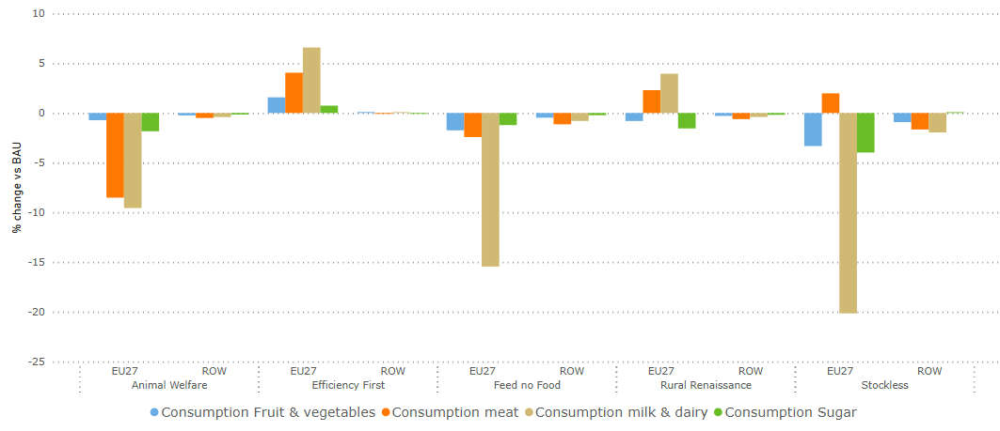 10
5
0
-5
-10
-15
-20
-25
% change vs BAU
EU27 ROW EU27 ROW EU27 ROW EU27 ROW EU27 ROW
Animal Welfare Efficiency First Feed no Food Rural Renaissance Stockless
Consumption Fruit & vegetables Consumption meat Consumption milk & dairy Consumption Sugar